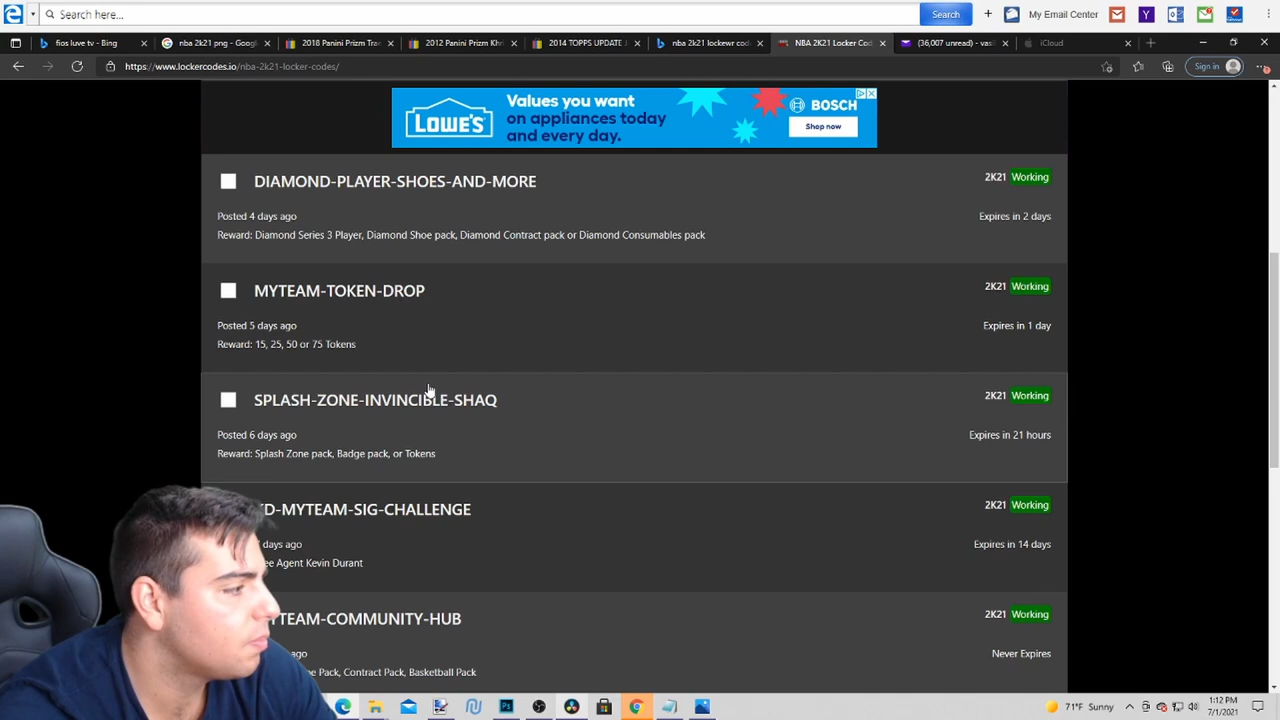 Search here...
Search
My Email Center
fios luve tv - Bing
nba 2k21 png - Goog
2018 Panini Prizm Tra
2012 Panini Prizm Khri
2014 TOPPS UPDATE
nba 2k21 lockewr cod
NBA 2K21 Locker Cod
(36,007 unread) - vasi
iCloud
https://www.lockercodes.io/nba-2k21-locker-codes/
Sign in
LOWE'S
Values you want
on appliances today
and every day.
BOSCH
Shop now
DIAMOND-PLAYER-SHOES-AND-MORE
2K21 Working
Posted 4 days ago
Expires in 2 days
Reward: Diamond Series 3 Player, Diamond Shoe pack, Diamond Contract pack or Diamond Consumables pack
MYTEAM-TOKEN-DROP
2K21 Working
Posted 5 days ago
Expires in 1 day
Reward: 15, 25, 50 or 75 Tokens
SPLASH-ZONE-INVINCIBLE-SHAQ
2K21 Working
Posted 6 days ago
Expires in 21 hours
Reward: Splash Zone pack, Badge pack, or Tokens
D-MYTEAM-SIG-CHALLENGE
2K21 Working
days ago
Expires in 14 days
Agent Kevin Durant
TEAM-COMMUNITY-HUB
2K21 Working
ago
Never Expires
Pack, Contract Pack, Basketball Pack
71°F Sunny
1:12 PM
7/1/2021